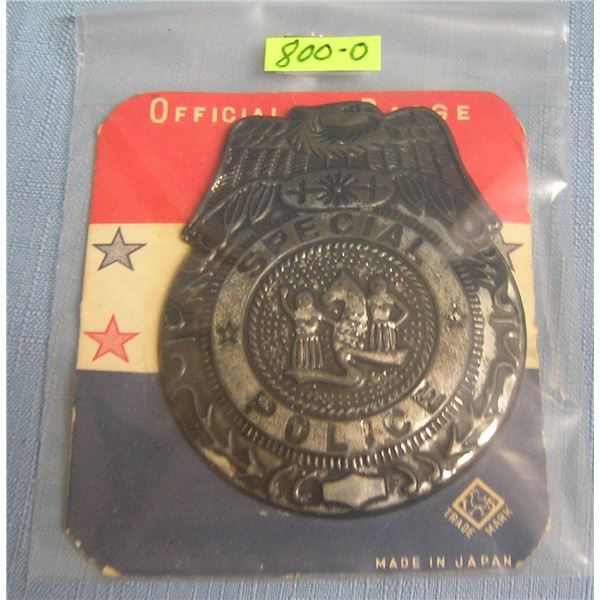 800-0
OFFICIAL BADGE
SPECIAL
POLICE
TRADE MARK
MADE IN JAPAN